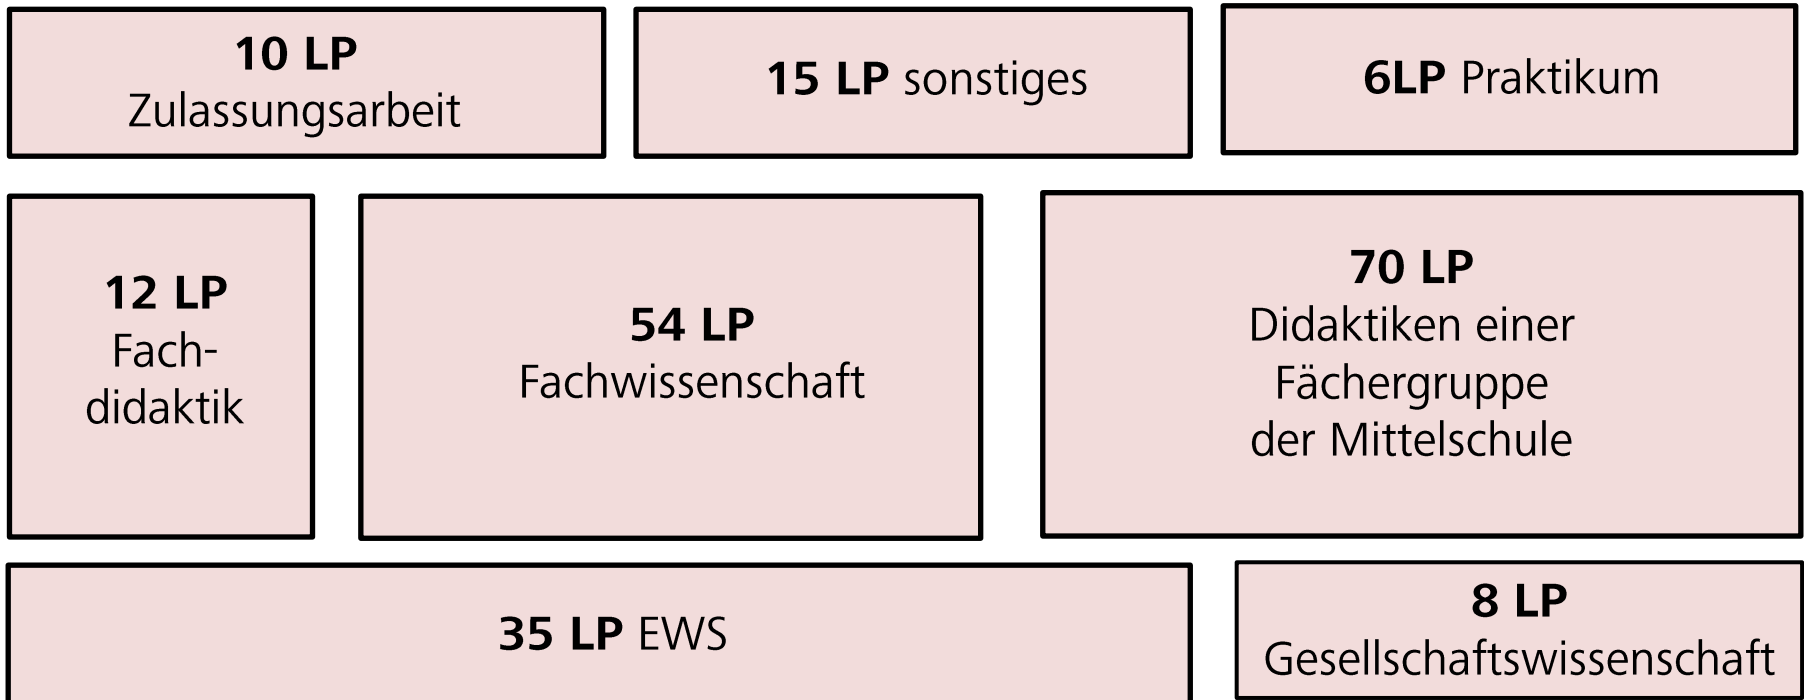 10 LP
Zulassungsarbeit
15 LP sonstiges
6LP Praktikum
12 LP
Fach-
didaktik
54 LP
Fachwissenschaft
70 LP
Didaktiken einer
Fächergruppe
der Mittelschule
35 LP EWS
8 LP
Gesellschaftswissenschaft